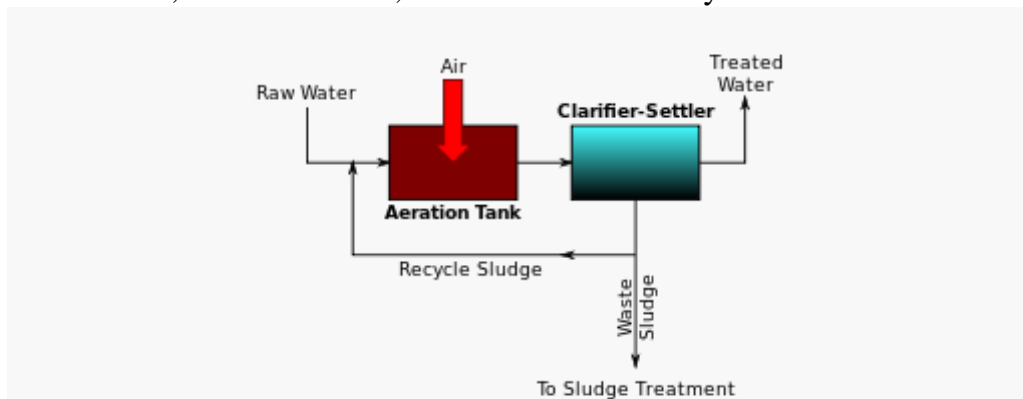 Air
Treated
Water
Raw Water
Clarifier-Settler
Aeration Tank
Recycle Sludge
Waste
Sludge
To Sludge Treatment